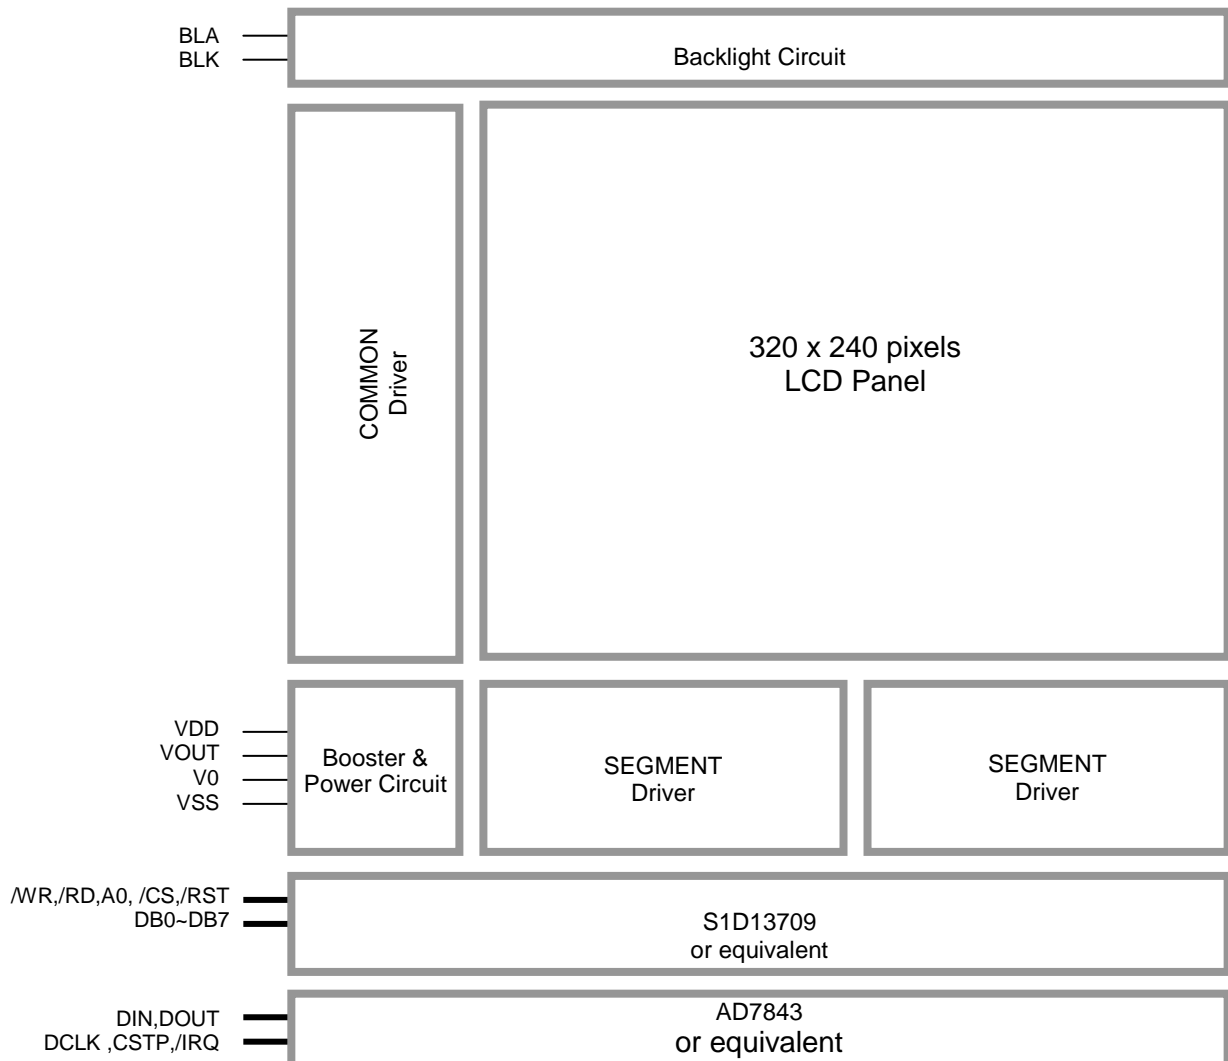 BLA
BLK
Backlight Circuit
COMMON
Driver
320 x 240 pixels
LCD Panel
VDD
VOUT
V0
VSS
Booster &
Power Circuit
SEGMENT
Driver
SEGMENT
Driver
/WR,/RD,A0, /CS,/RST
DB0~DB7
S1D13709
or equivalent
DIN,DOUT
DCLK ,CSTP,/IRQ
AD7843
or equivalent